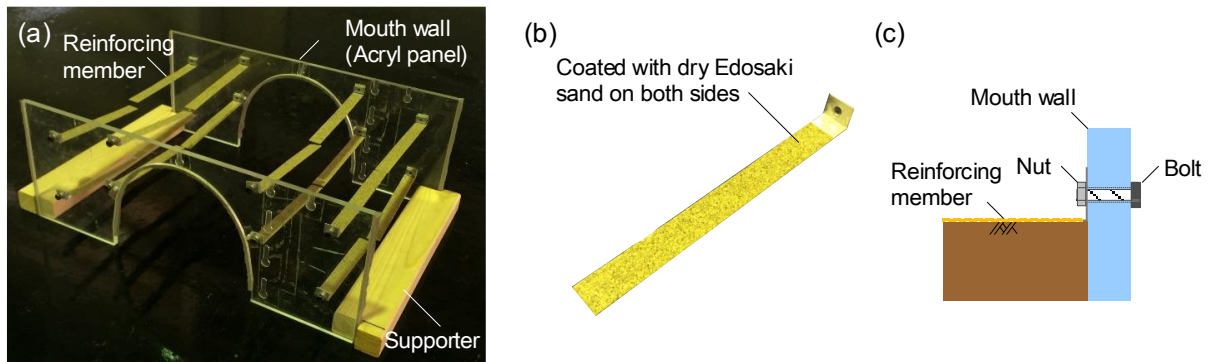 (a)
Reinforcing
member
Mouth wall
(Acryl panel)
Supporter
(b)
Coated with dry Edosaki
sand on both sides
(c)
Mouth wall
Nut
Bolt
Reinforcing
member